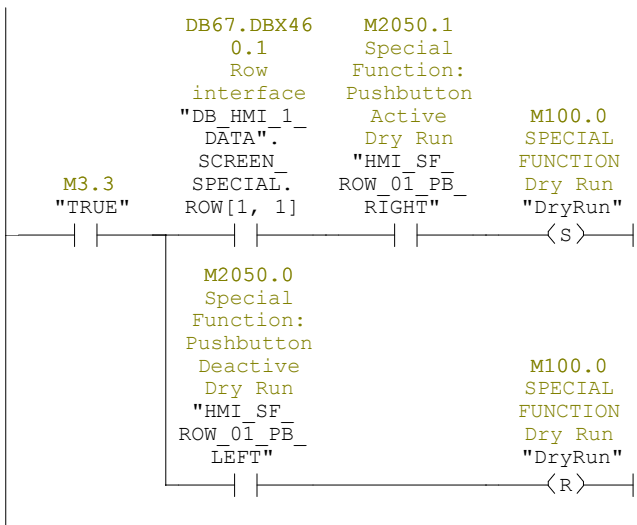 DB67.DBX46
0.1
Row
interface
"DB_HMI_1_
DATA".
SCREEN_
SPECIAL.
ROW[1, 1]
M2050.1
Special
Function:
Pushbutton
Active
Dry Run
"HMI_SF_
ROW_01_PB_
RIGHT"
M100.0
SPECIAL
FUNCTION
Dry Run
"DryRun"
M3.3
"TRUE"
S
M2050.0
Special
Function:
Pushbutton
Deactive
Dry Run
"HMI_SF_
ROW_01_PB_
LEFT"
M100.0
SPECIAL
FUNCTION
Dry Run
"DryRun"
R